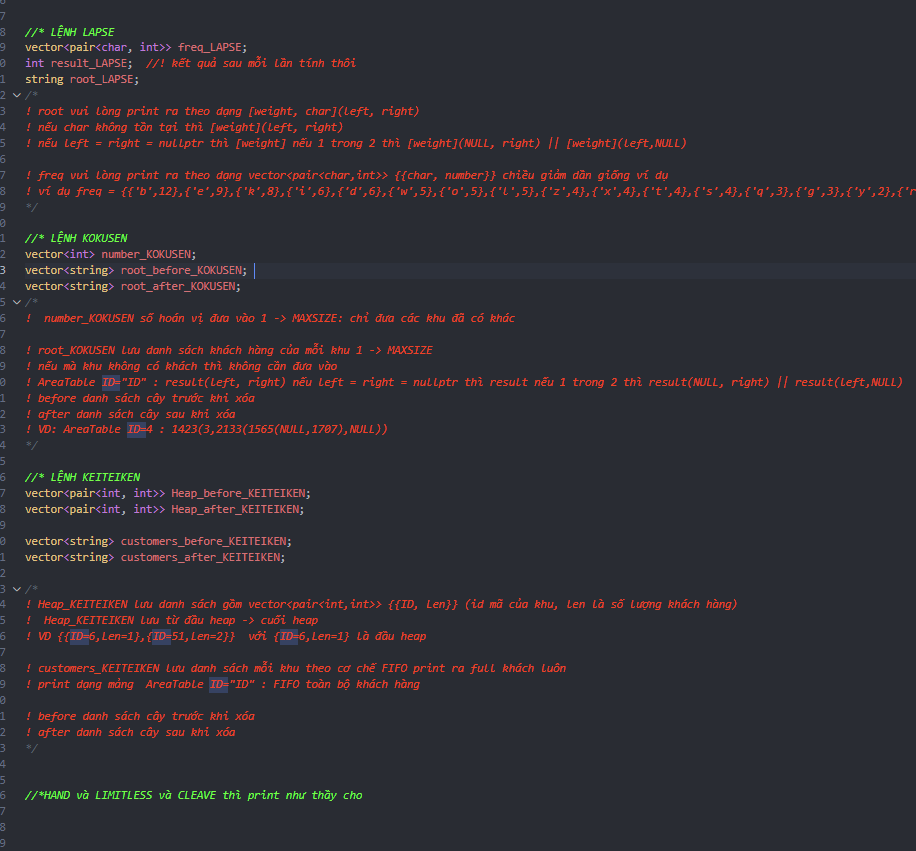 //* LỆNH LAPSE
vector<pair<char, int>> freq_LAPSE;
int result_LAPSE;  //! kết quả sau mỗi lần tính thôi
string root_LAPSE;
/*
! root vui lòng print ra theo dạng [weight, char](left, right)
! nếu char không tồn tại thì [weight](left, right)
! nếu left = right = nullptr thì [weight] nếu 1 trong 2 thì [weight](NULL, right) || [weight](left,NULL)
! freq vui lòng print ra theo dạng vector<pair<char,int>> {{char, number}} chiều giảm dần giống ví dụ
! ví dụ freq = {{'b',12},{'e',9},{'k',8},{'i',6},{'d',6},{'w',5},{'o',5},{'l',5},{'z',4},{'x',4},{'t',4},{'s',4},{'q',3},{'g',3},{'y',2},{'r
*/
//* LỆNH KOKUSEN
vector<int> number_KOKUSEN;
vector<string> root_before_KOKUSEN;
vector<string> root_after_KOKUSEN;
/*
!  number_KOKUSEN số hoán vị đưa vào 1 -> MAXSIZE: chỉ đưa các khu đã có khác
! root_KOKUSEN lưu danh sách khách hàng của mỗi khu 1 -> MAXSIZE
! nếu mà khu không có khách thì không cần đưa vào
! AreaTable ID="ID" : result(left, right) nếu left = right = nullptr thì result nếu 1 trong 2 thì result(NULL, right) || result(left,NULL)
! before danh sách cây trước khi xóa
! after danh sách cây sau khi xóa
! VD: AreaTable ID=4 : 1423(3,2133(1565(NULL,1707),NULL))
*/
//* LỆNH KEITEIKEN
vector<pair<int, int>> Heap_before_KEITEIKEN;
vector<pair<int, int>> Heap_after_KEITEIKEN;
vector<string> customers_before_KEITEIKEN;
vector<string> customers_after_KEITEIKEN;
/*
! Heap_KEITEIKEN lưu danh sách gồm vector<pair<int,int>> {{ID, Len}} (id mã của khu, len là số lượng khách hàng)
!  Heap_KEITEIKEN lưu từ đầu heap -> cuối heap
! VD {{ID=6,Len=1},{ID=51,Len=2}}  với {ID=6,Len=1} là đầu heap
! customers_KEITEIKEN lưu danh sách mỗi khu theo cơ chế FIFO print ra full khách luôn
! print dạng mảng  AreaTable ID="ID" : FIFO toàn bộ khách hàng
! before danh sách cây trước khi xóa
! after danh sách cây sau khi xóa
*/
//*HAND và LIMITLESS và CLEAVE thì print như thầy cho